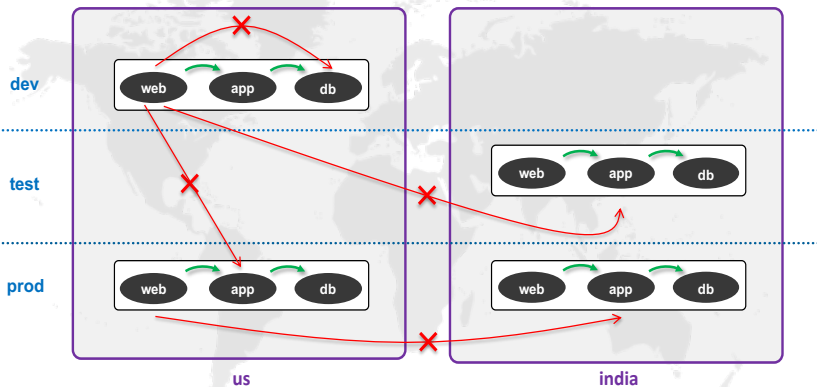 dev
web app db
test
web app db
prod
web app db
web app db
us
india